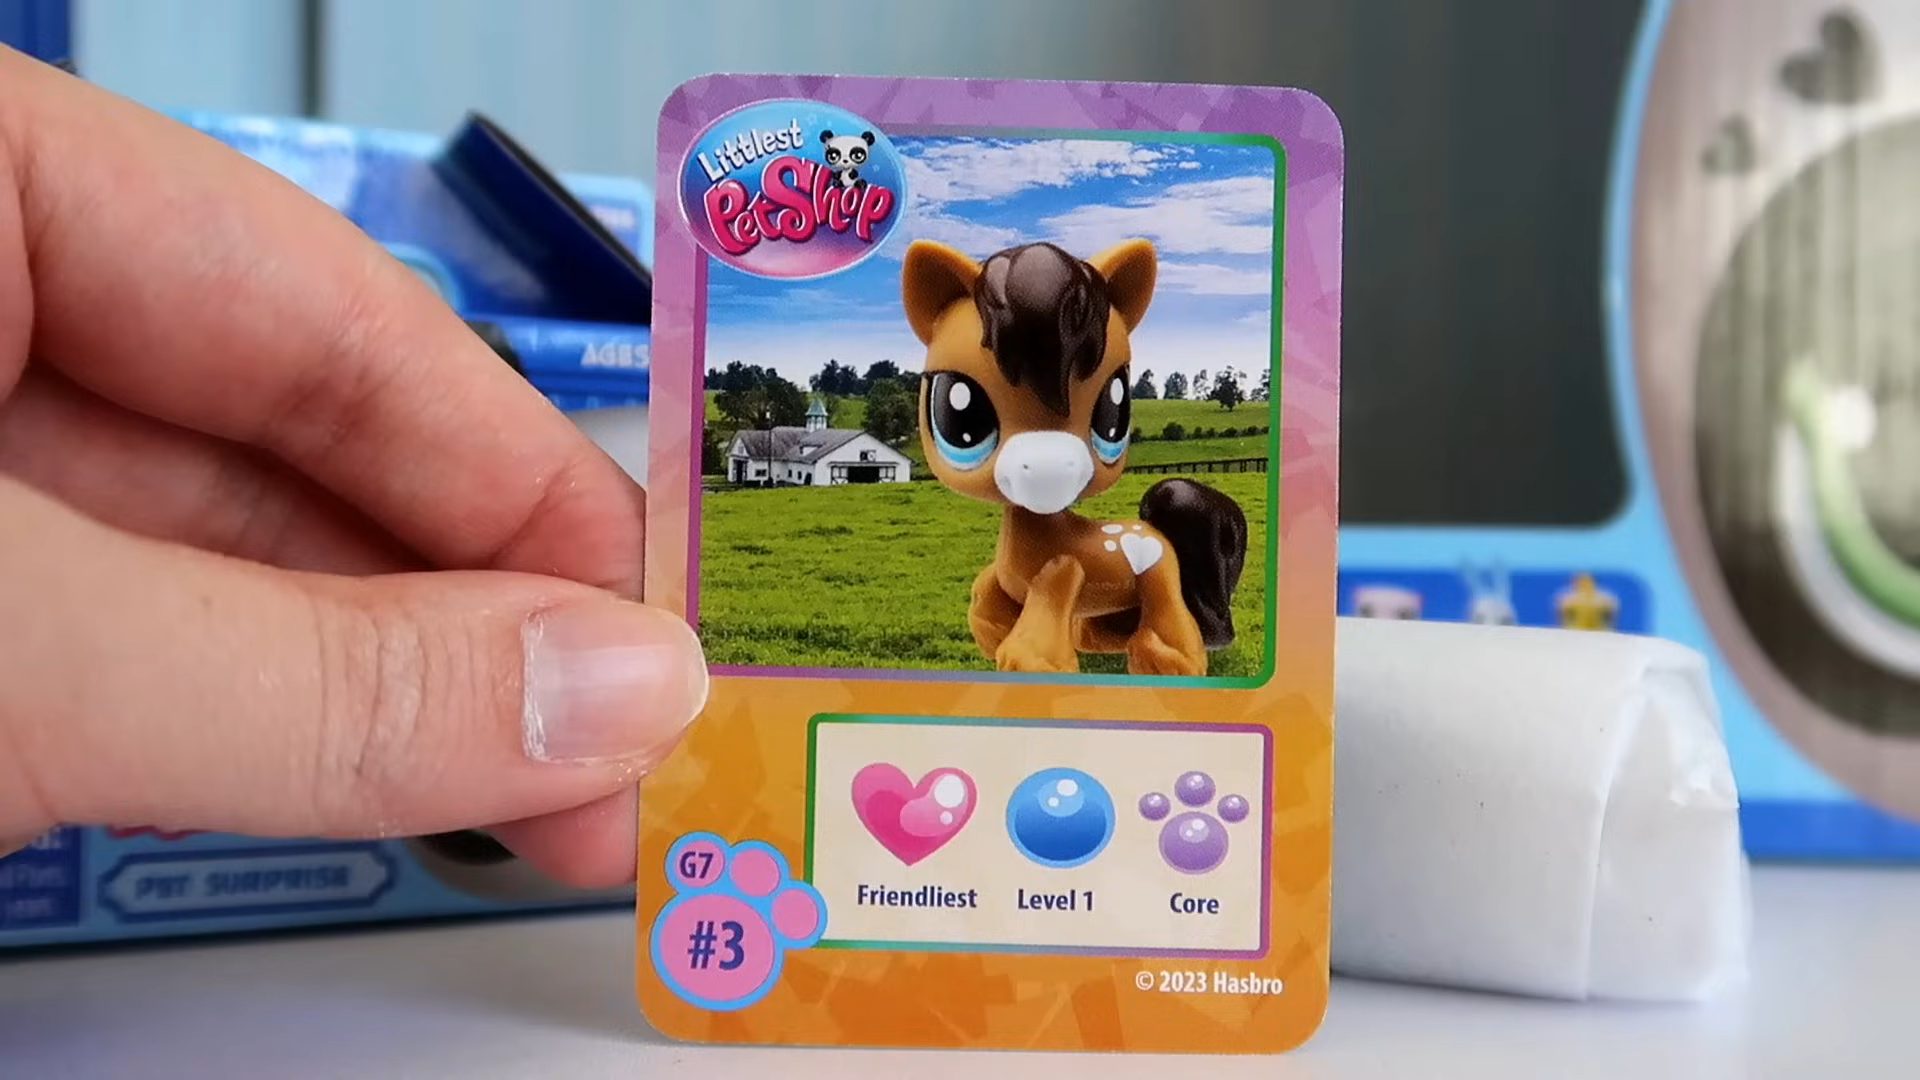 Littlest
PetShop
AGES
Friendliest
Level 1
Core
G7
#3
© 2023 Hasbro
PET SURPRISE